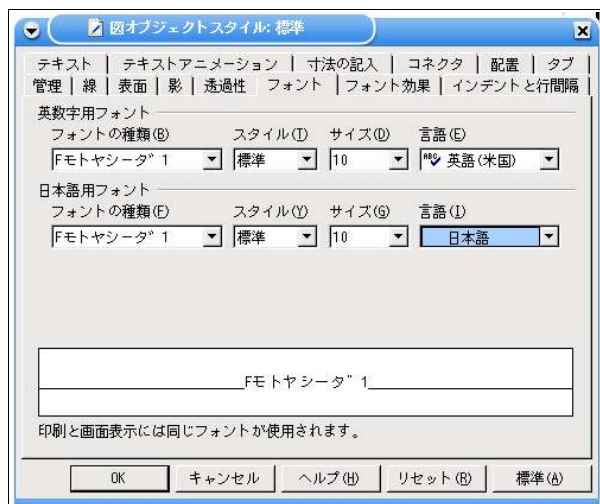 図オブジェクトスタイル: 標準
テキスト テキストアニメーション 寸法の記入 コネクタ 配置 タブ
管理 線 表面 影 透過性 フォント フォント効果 インデントと行間隔
英数字用フォント
フォントの種類(B) スタイル(T) サイズ(D) 言語(E)
Fモトヤシータ゛1 標準 10 ABC 英語(米国)
日本語用フォント
フォントの種類(F) スタイル(Y) サイズ(G) 言語(I)
Fモトヤシータ゛1 標準 10 日本語
Fモトヤシータ゛1
印刷と画面表示には同じフォントが使用されます。
OK キャンセル ヘルプ(H) リセット(R) 標準(A)